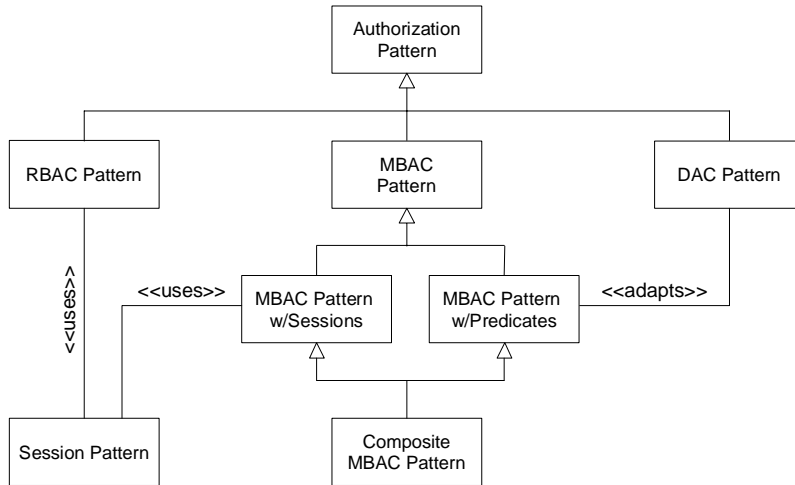 Authorization
Pattern
RBAC Pattern
MBAC
Pattern
DAC Pattern
<<uses>>
<<uses>>
MBAC Pattern
w/Sessions
MBAC Pattern
w/Predicates
<<adapts>>
Session Pattern
Composite
MBAC Pattern